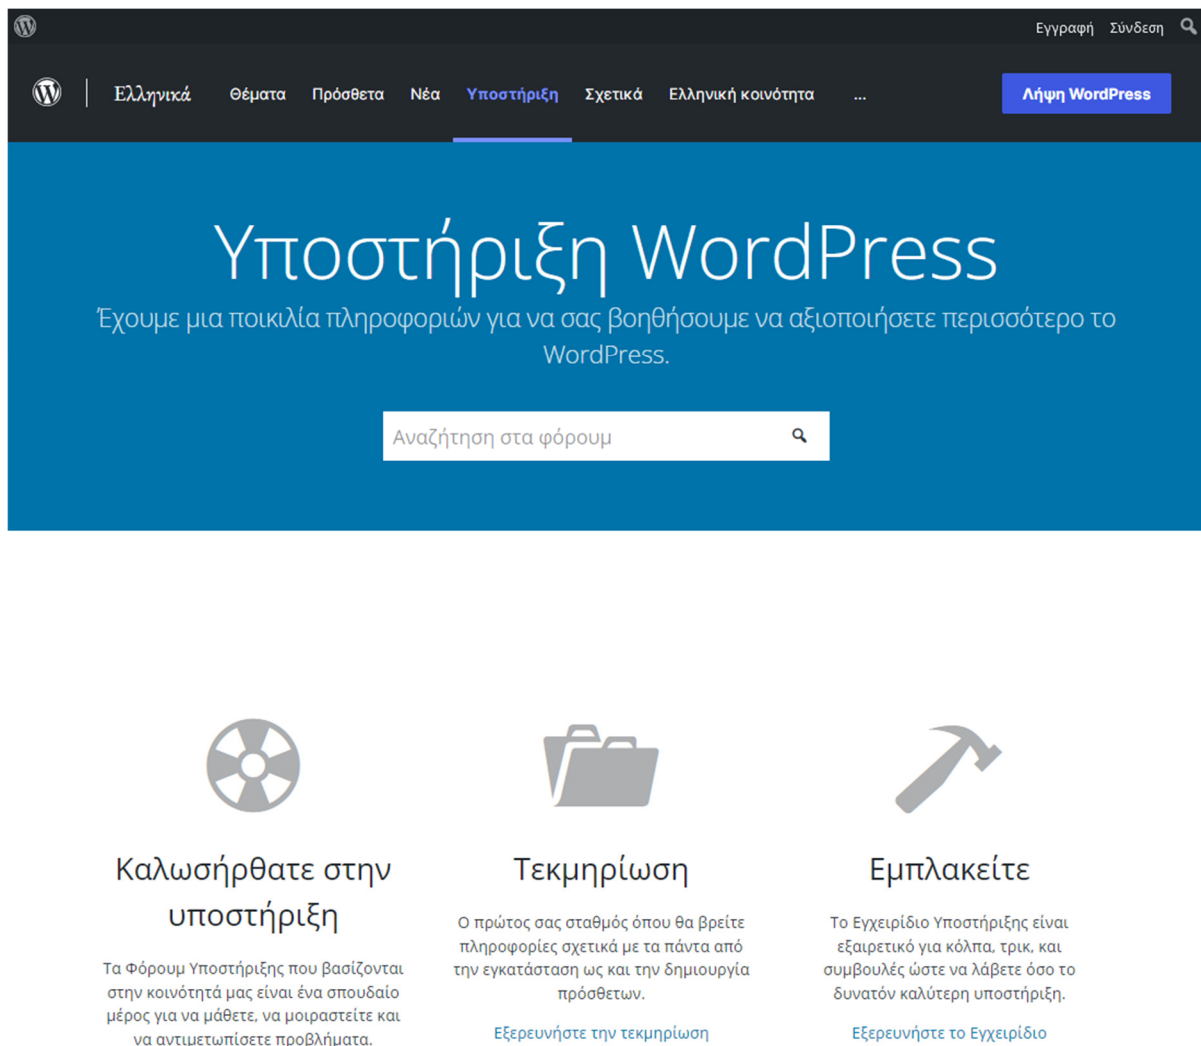 Εγγραφή Σύνδεση
Ελληνικά Θέματα Πρόσθετα Νέα Υποστήριξη Σχετικά Ελληνική κοινότητα ... Λήψη WordPress
Υποστήριξη WordPress
Έχουμε μια ποικιλία πληροφοριών για να σας βοηθήσουμε να αξιοποιήσετε περισσότερο το
WordPress.
Αναζήτηση στα φόρουμ
Καλωσήρθατε στην
υποστήριξη
Τα Φόρουμ Υποστήριξης που βασίζονται
στην κοινότητά μας είναι ένα σπουδαίο
μέρος για να μάθετε, να μοιραστείτε και
να αντιμετωπίσετε προβλήματα.
Τεκμηρίωση
Ο πρώτος σας σταθμός όπου θα βρείτε
πληροφορίες σχετικά με τα πάντα από
την εγκατάσταση ως και την δημιουργία
πρόσθετων.
Εξερευνήστε την τεκμηρίωση
Εμπλακείτε
Το Εγχειρίδιο Υποστήριξης είναι
εξαιρετικό για κόλπα, τρικ, και
συμβουλές ώστε να λάβετε όσο το
δυνατόν καλύτερη υποστήριξη.
Εξερευνήστε το Εγχειρίδιο